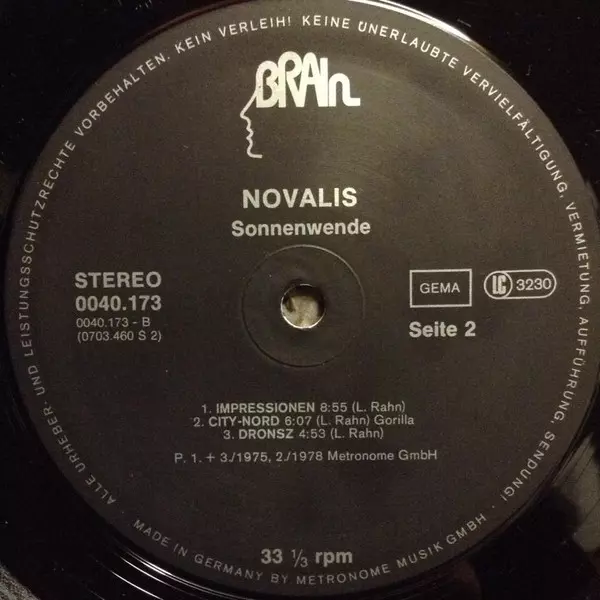 BRAIn
NOVALIS
Sonnenwende
STEREO
0040.173
0040.173 - B
(0703.460 S 2)
GEMA
LC 3230
Seite 2
1. IMPRESSIONEN 8:55 (L. Rahn)
2. CITY-NORD 6:07 (L. Rahn) Gorilla
3. DRONSZ 4:53 (L. Rahn)
P. 1. + 3./1975, 2./1978 Metronome GmbH
33 ⅓ rpm
ALLE URHEBER- UND LEISTUNGSSCHUTZRECHTE VORBEHALTEN. KEIN VERLEIH! KEINE UNERLAUBTE VERVIELFÄLTIGUNG, VERMIETUNG, AUFFÜHRUNG, SENDUNG!
MADE IN GERMANY BY METRONOME MUSIK GMBH